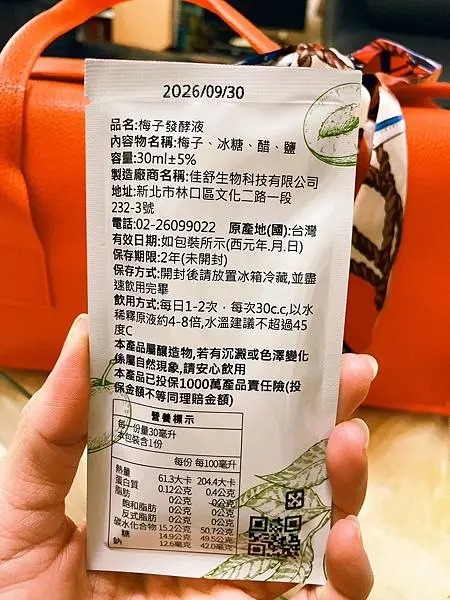 2026/09/30
品名:梅子發酵液
內容物名稱:梅子、冰糖、醋、鹽
容量:30ml±5%
製造廠商名稱:佳舒生物科技有限公司
地址:新北市林口區文化二路一段
232-3號
電話:02-26099022 原產地(國):台灣
有效日期:如包裝所示(西元年.月.日)
保存期限:2年(未開封)
保存方式:開封後請放置冰箱冷藏,並盡
速飲用完畢
飲用方式:每日1-2次，每次30c.c,以水
稀釋原液約4-8倍,水溫建議不超過45
度C
本產品屬釀造物,若有沉澱或色澤變化
係屬自然現象,請安心飲用
本產品已投保1000萬產品責任險(投
保金額不等同理賠金額)
營養標示
每一份量30毫升
本包裝含1份
每份 每100毫升
熱量 61.3大卡 204.4大卡
蛋白質 0.12公克 0.4公克
脂肪 0公克 0公克
飽和脂肪 0公克 0公克
反式脂肪 0公克 0公克
碳水化合物 15.2公克 50.7公克
糖 14.9公克 49.5公克
鈉 12.6毫克 42.0毫克